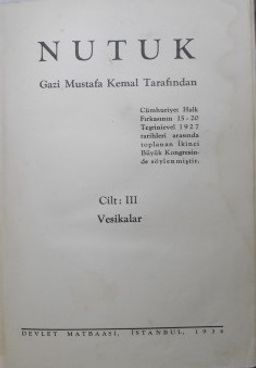 NUTUK
Gazi Mustafa Kemal Tarafından
Cümhuriyet Halk
Fırkasının 15-20
Teşrinievel 1927
tarihleri arasında
toplanan İkinci
Büyük Kongresin-
de söylenmiştir.
Cilt: III
Vesikalar
DEVLET MATBAASI, İSTANBUL, 1934